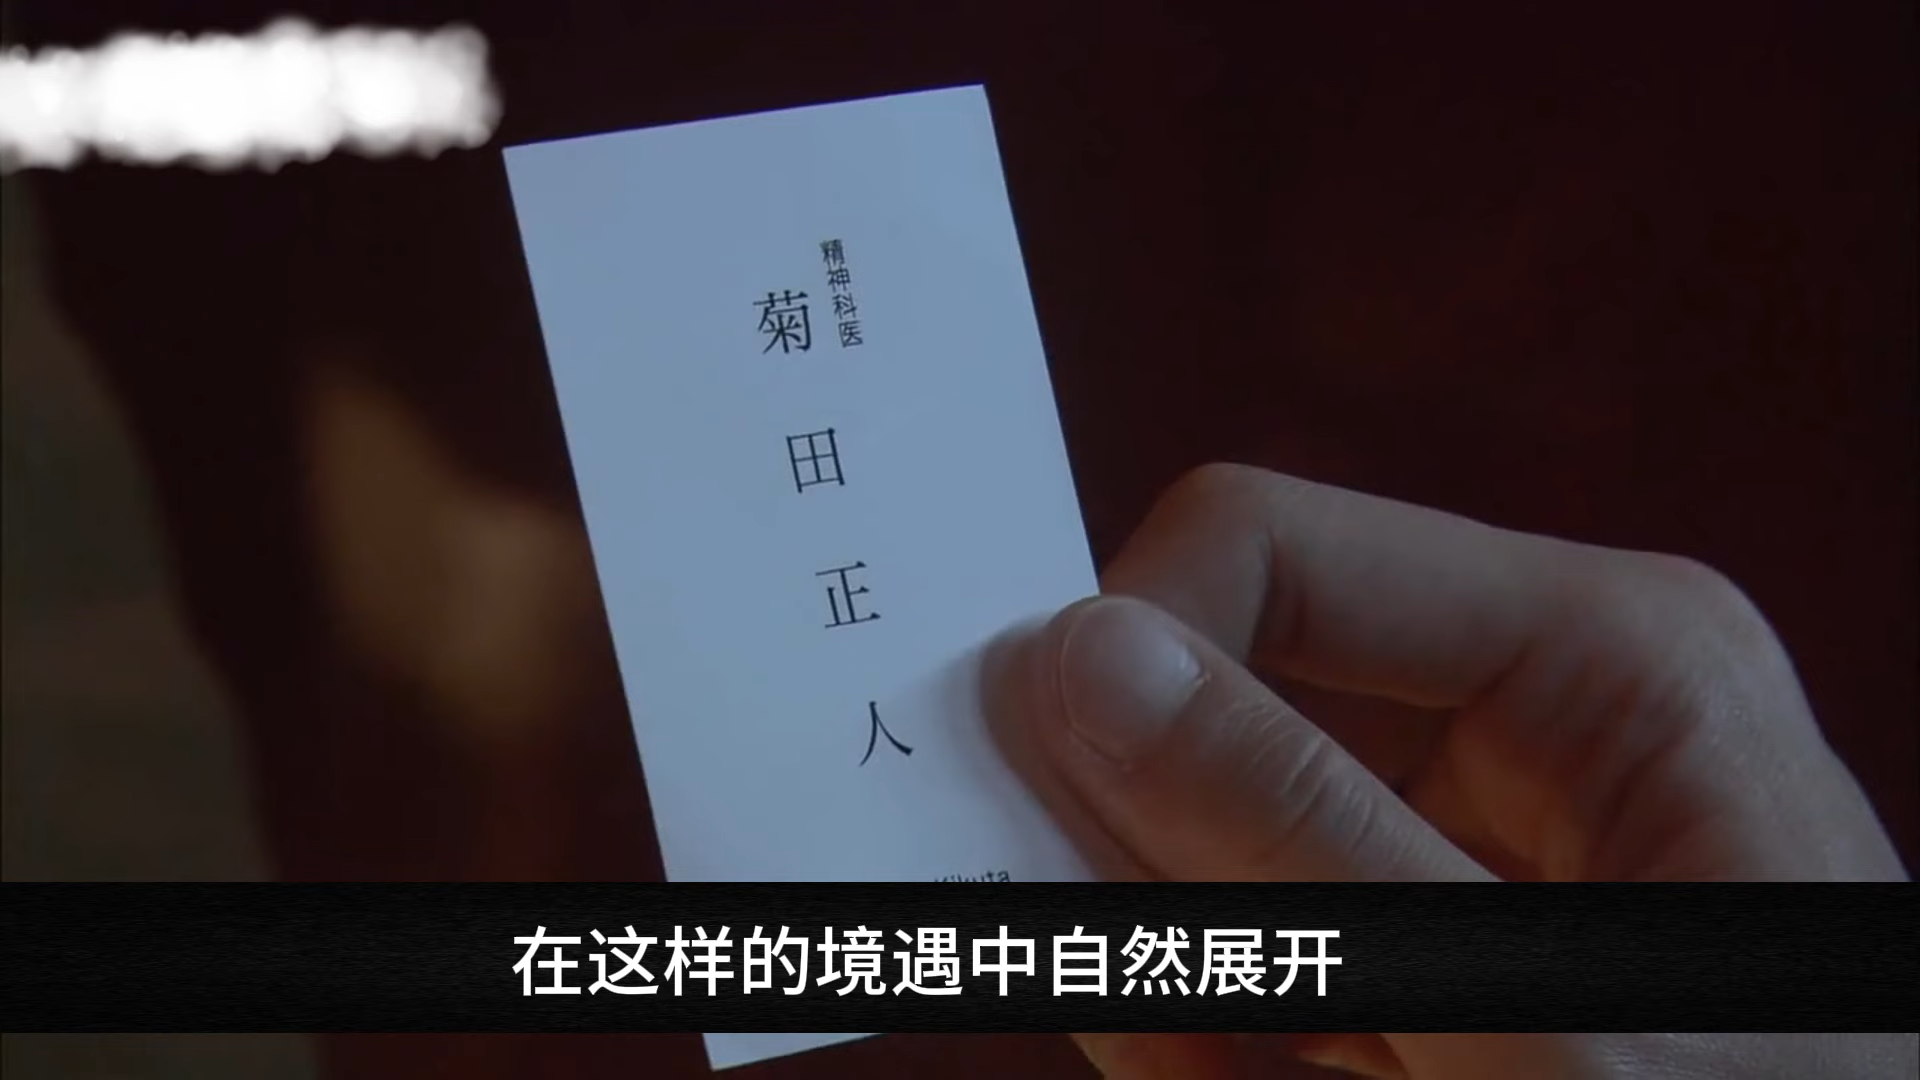 精神科医
菊田正人
Kikuta
在这样的境遇中自然展开